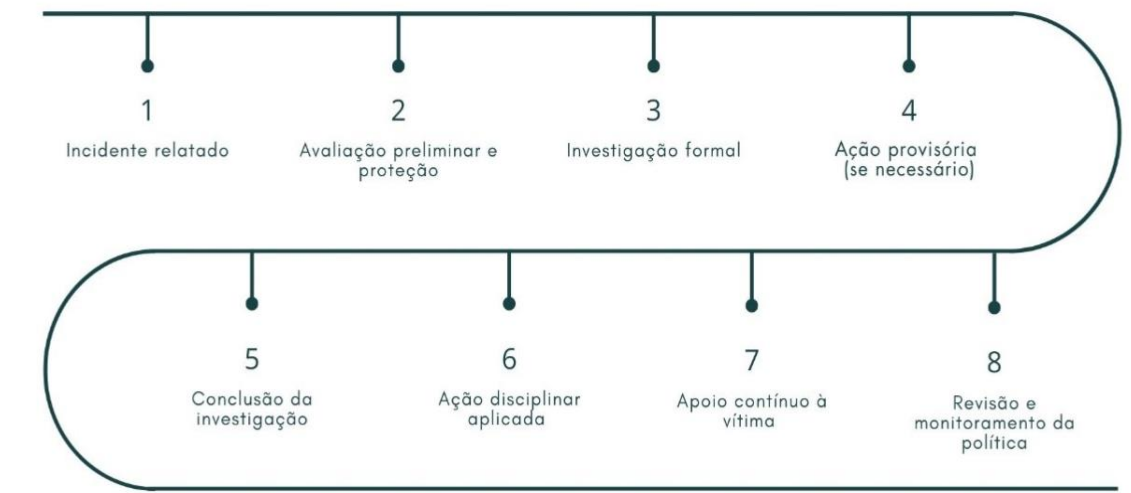 1
Incidente relatado
2
Avaliação preliminar e
proteção
3
Investigação formal
4
Ação provisória
(se necessário)
5
Conclusão da
investigação
6
Ação disciplinar
aplicada
7
Apoio contínuo à
vítima
8
Revisão e
monitoramento da
política